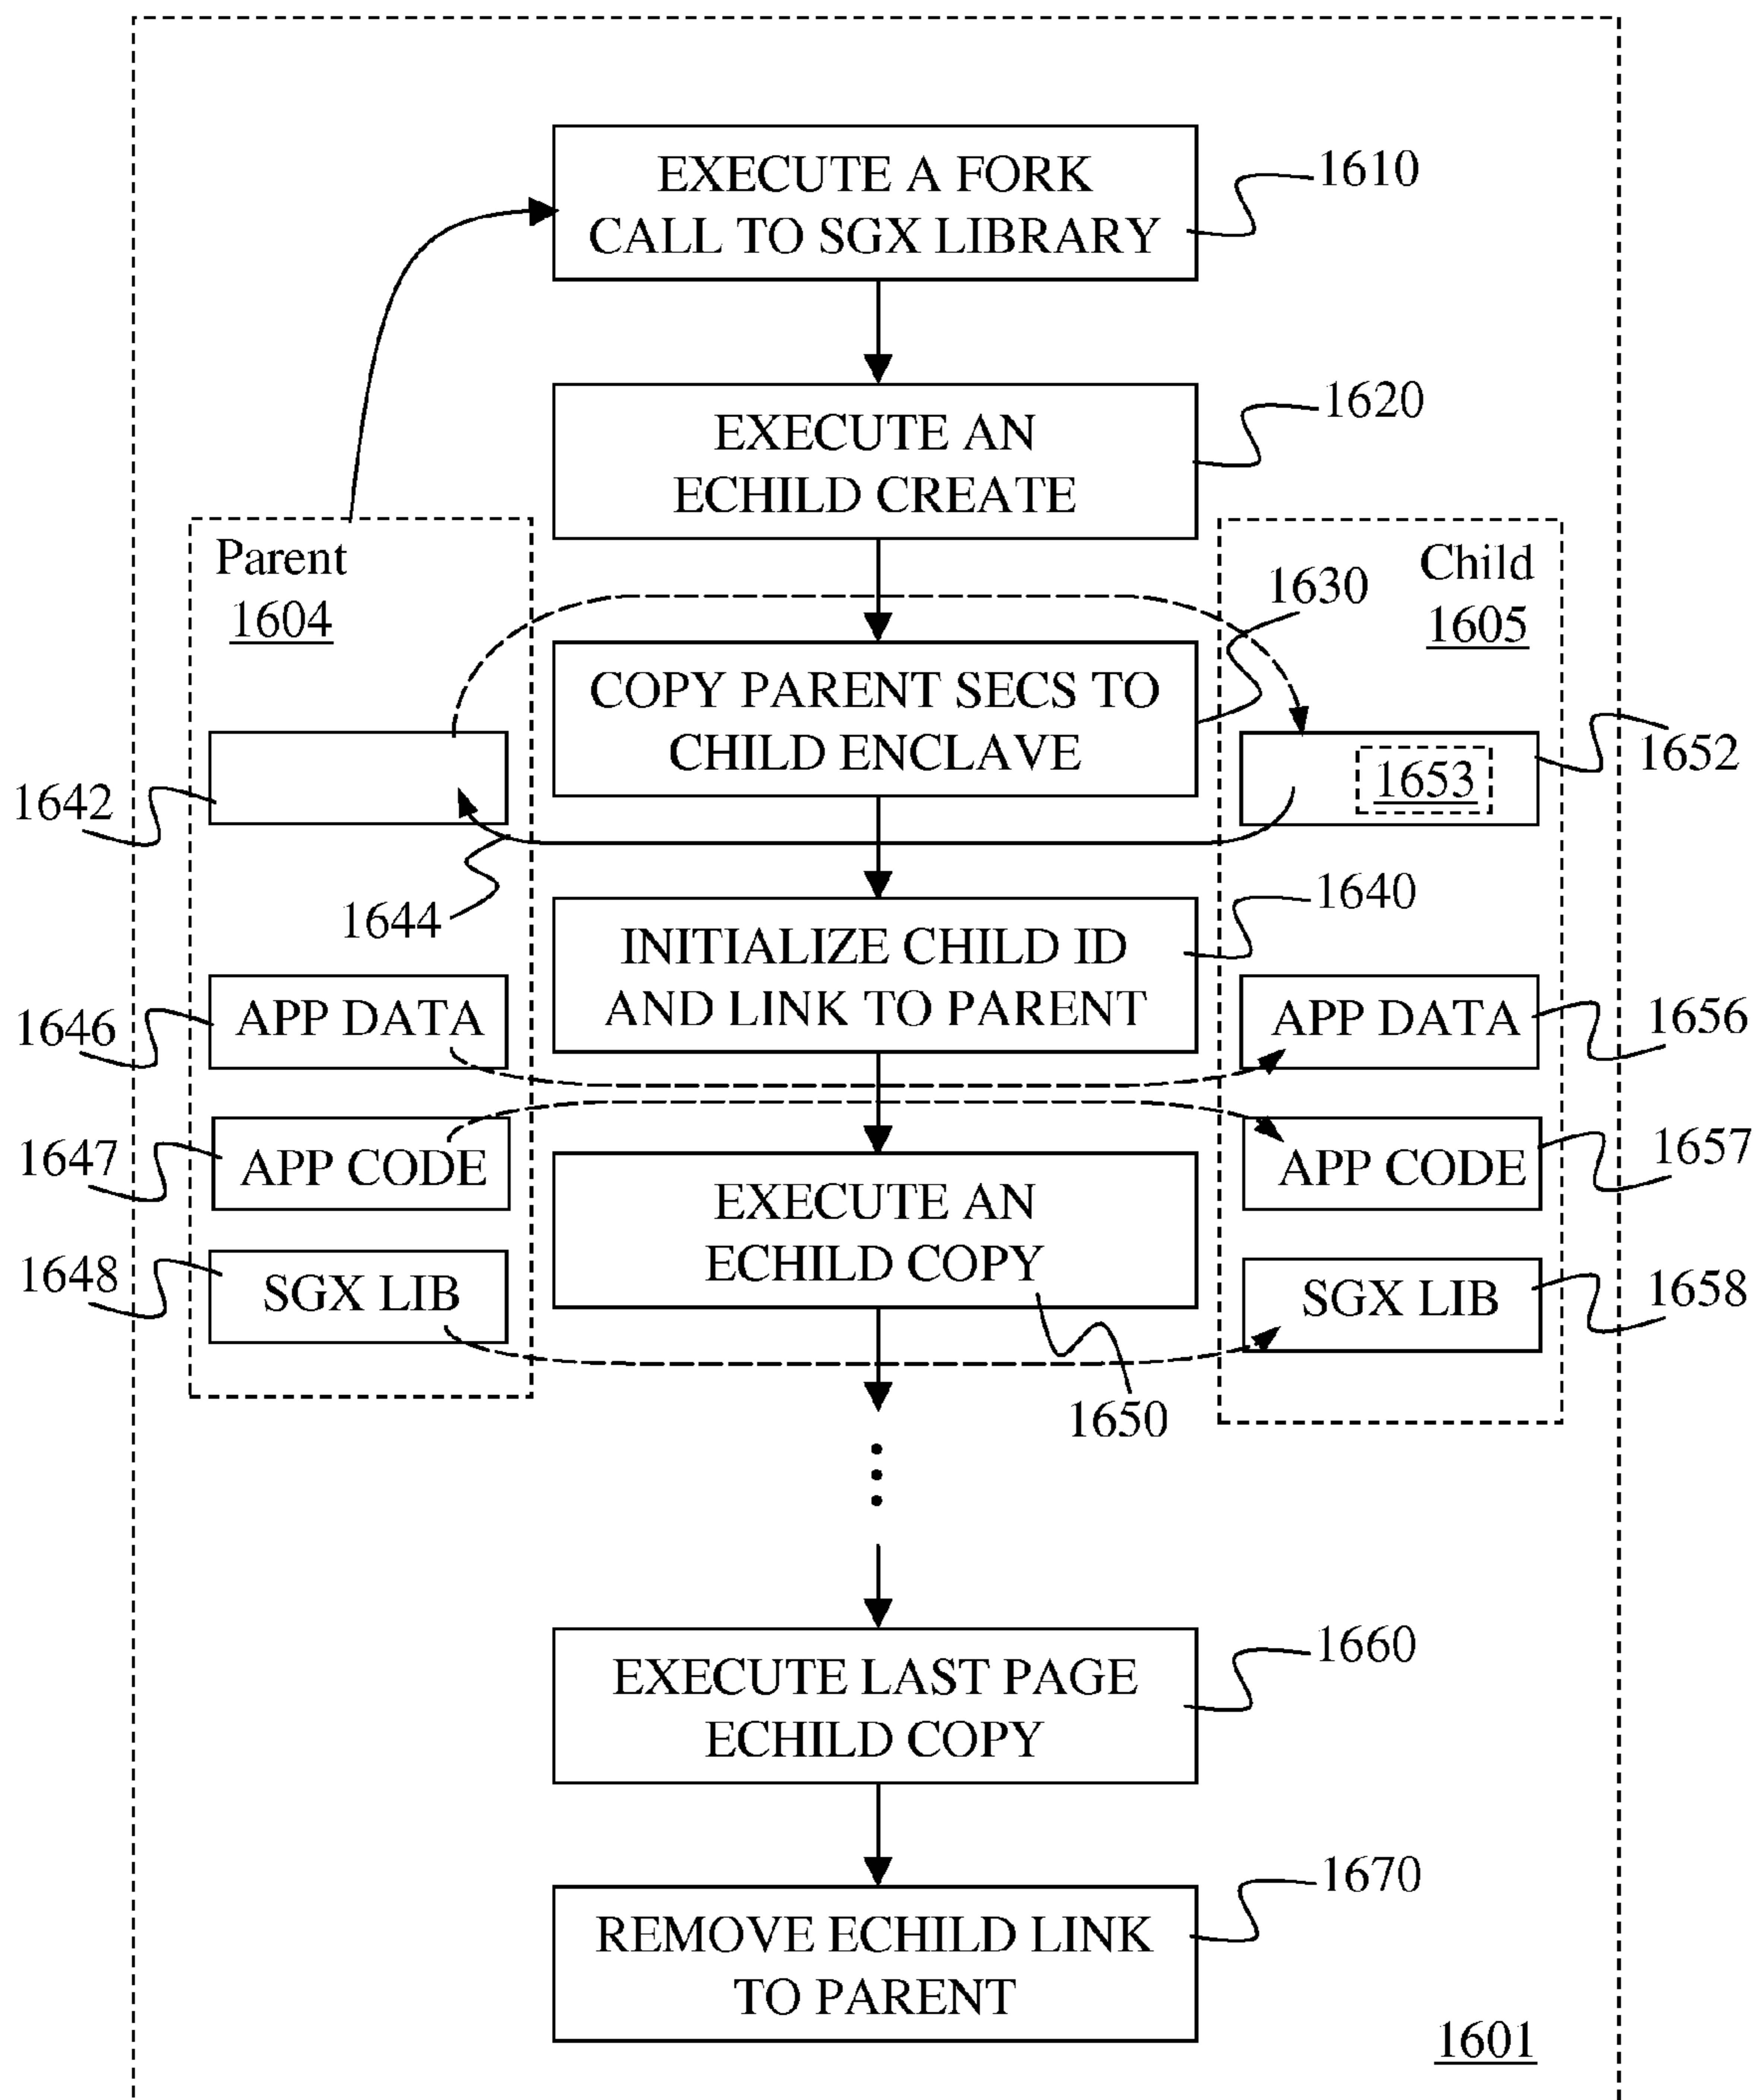 EXECUTE A FORK
CALL TO SGX LIBRARY
1610
EXECUTE AN
ECHILD CREATE
1620
Parent
1604
Child
1605
1630
COPY PARENT SECS TO
CHILD ENCLAVE
1642
1653
1652
1644
INITIALIZE CHILD ID
AND LINK TO PARENT
1640
1646
APP DATA
APP DATA
1656
1647
APP CODE
APP CODE
1657
EXECUTE AN
ECHILD COPY
1648
SGX LIB
SGX LIB
1658
1650
EXECUTE LAST PAGE
ECHILD COPY
1660
REMOVE ECHILD LINK
TO PARENT
1670
1601